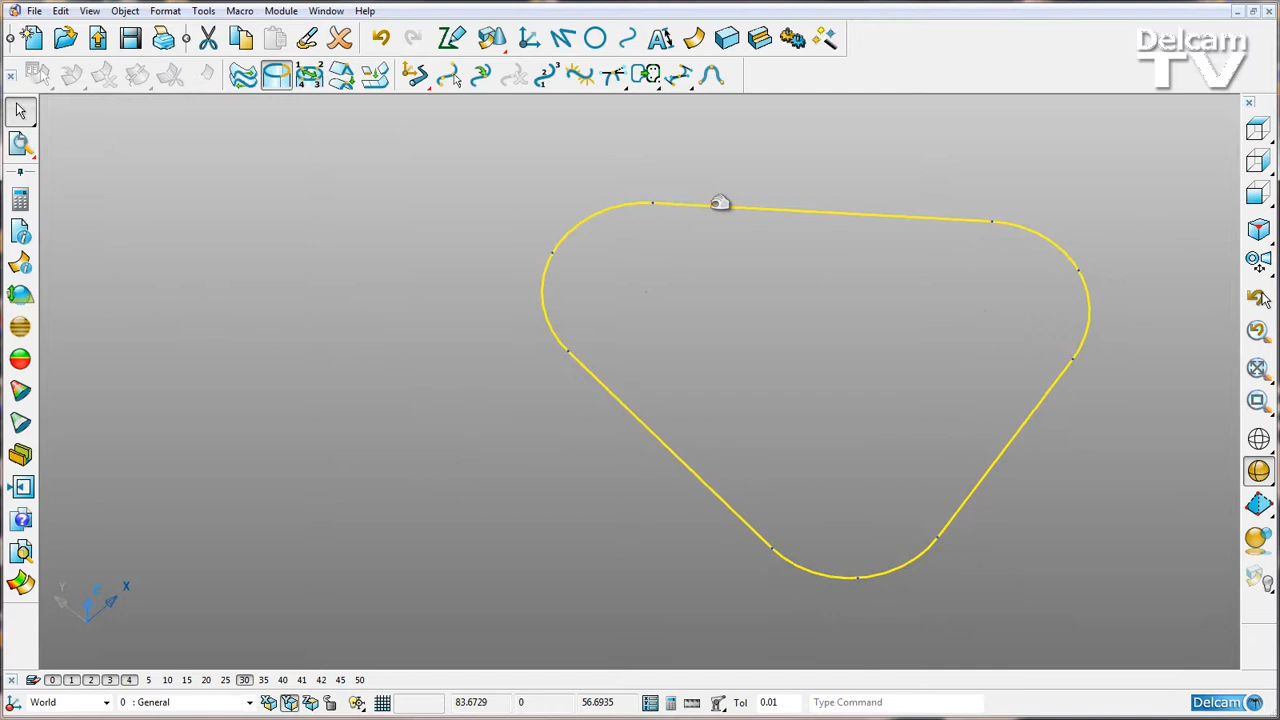 File Edit View Object Format Tools Macro Module Window Help
Delcam
TV
Y Z X
0 1 2 3 4 5 10 15 20 25 30 35 40 41 42 45 50
World 0 : General 83.6729 0 56.6935 Tol 0.01 Type Command Delcam